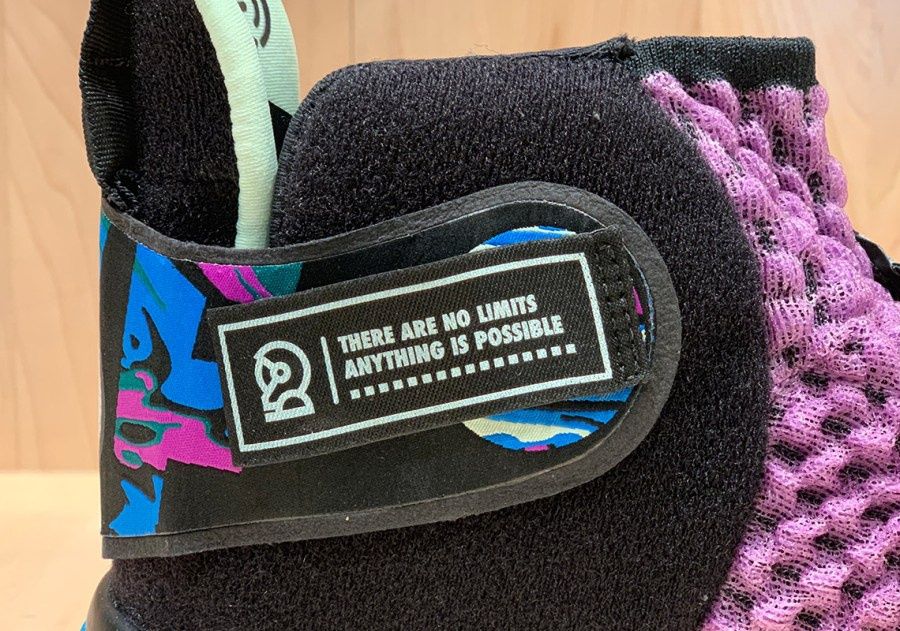 THERE ARE NO LIMITS
ANYTHING IS POSSIBLE